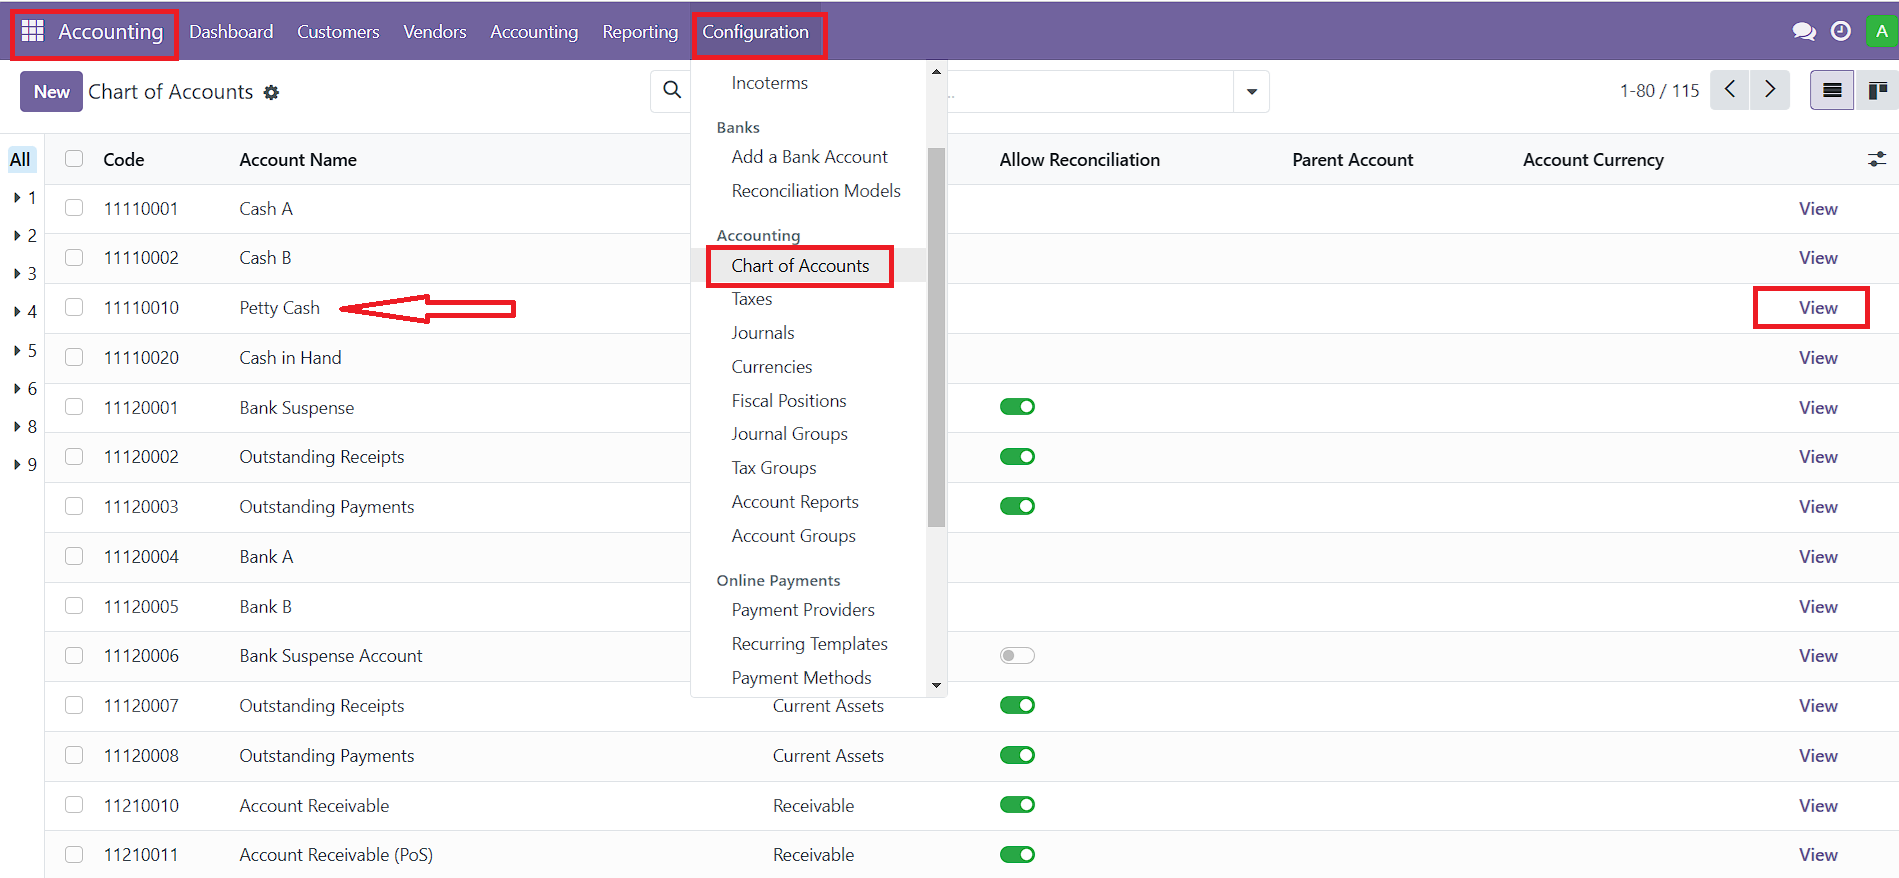 Accounting Dashboard Customers Vendors Accounting Reporting Configuration A
New Chart of Accounts .. 1-80 / 115
Incoterms
Banks
Add a Bank Account
Reconciliation Models
Accounting
Chart of Accounts
Taxes
Journals
Currencies
Fiscal Positions
Journal Groups
Tax Groups
Account Reports
Account Groups
Online Payments
Payment Providers
Recurring Templates
Payment Methods
All
1
2
3
4
5
6
8
9
Code Account Name Allow Reconciliation Parent Account Account Currency
11110001 Cash A View
11110002 Cash B View
11110010 Petty Cash View
11110020 Cash in Hand View
11120001 Bank Suspense View
11120002 Outstanding Receipts View
11120003 Outstanding Payments View
11120004 Bank A View
11120005 Bank B View
11120006 Bank Suspense Account View
11120007 Outstanding Receipts Current Assets View
11120008 Outstanding Payments Current Assets View
11210010 Account Receivable Receivable View
11210011 Account Receivable (PoS) Receivable View